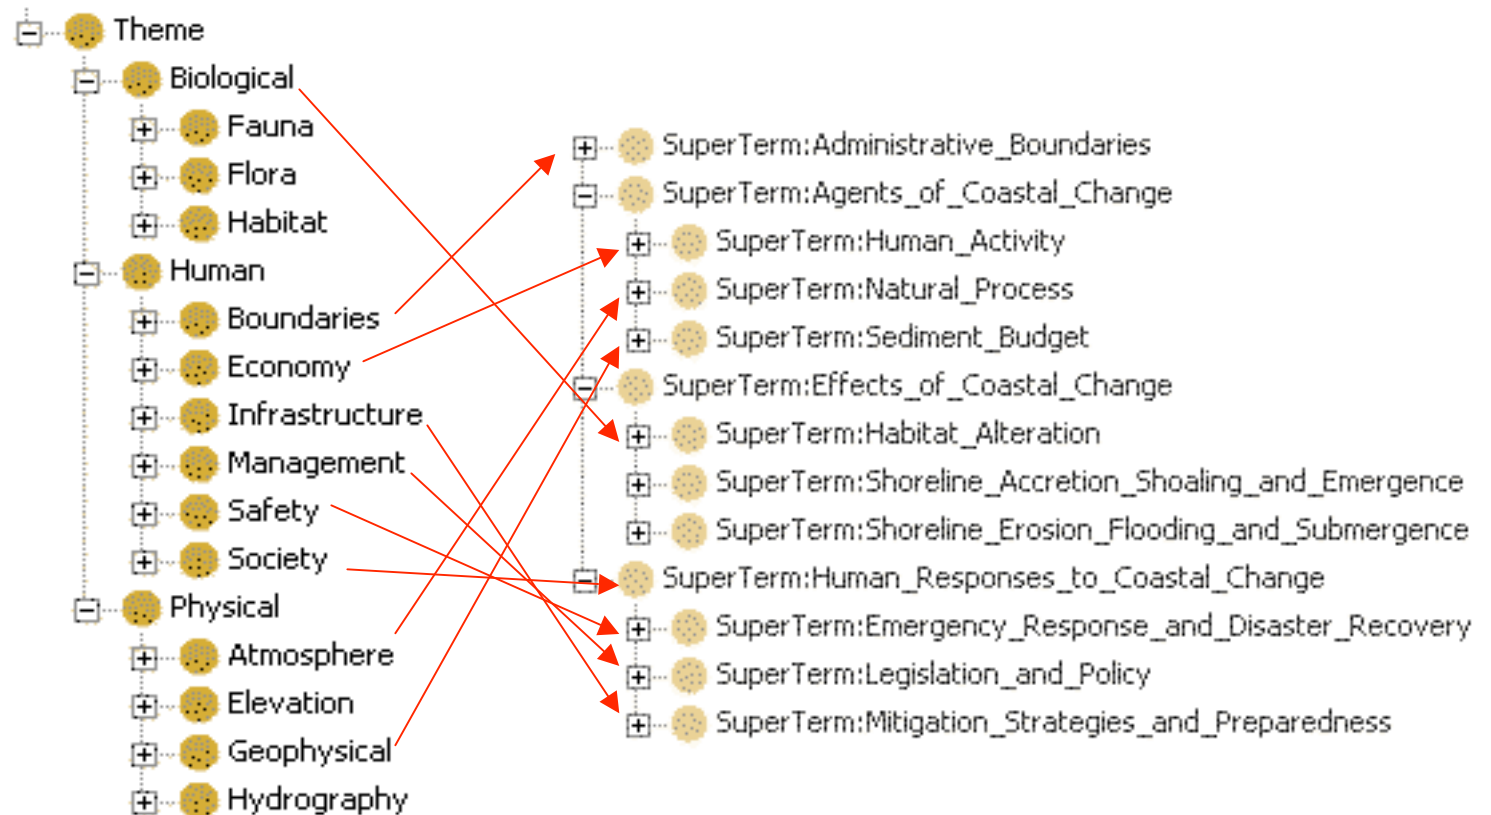 Theme
Biological
Fauna
Flora
Habitat
Human
Boundaries
Economy
Infrastructure
Management
Safety
Society
Physical
Atmosphere
Elevation
Geophysical
Hydrography
SuperTerm:Administrative_Boundaries
SuperTerm:Agents_of_Coastal_Change
SuperTerm:Human_Activity
SuperTerm:Natural_Process
SuperTerm:Sediment_Budget
SuperTerm:Effects_of_Coastal_Change
SuperTerm:Habitat_Alteration
SuperTerm:Shoreline_Accretion_Shoaling_and_Emergence
SuperTerm:Shoreline_Erosion_Flooding_and_Submergence
SuperTerm:Human_Responses_to_Coastal_Change
SuperTerm:Emergency_Response_and_Disaster_Recovery
SuperTerm:Legislation_and_Policy
SuperTerm:Mitigation_Strategies_and_Preparedness